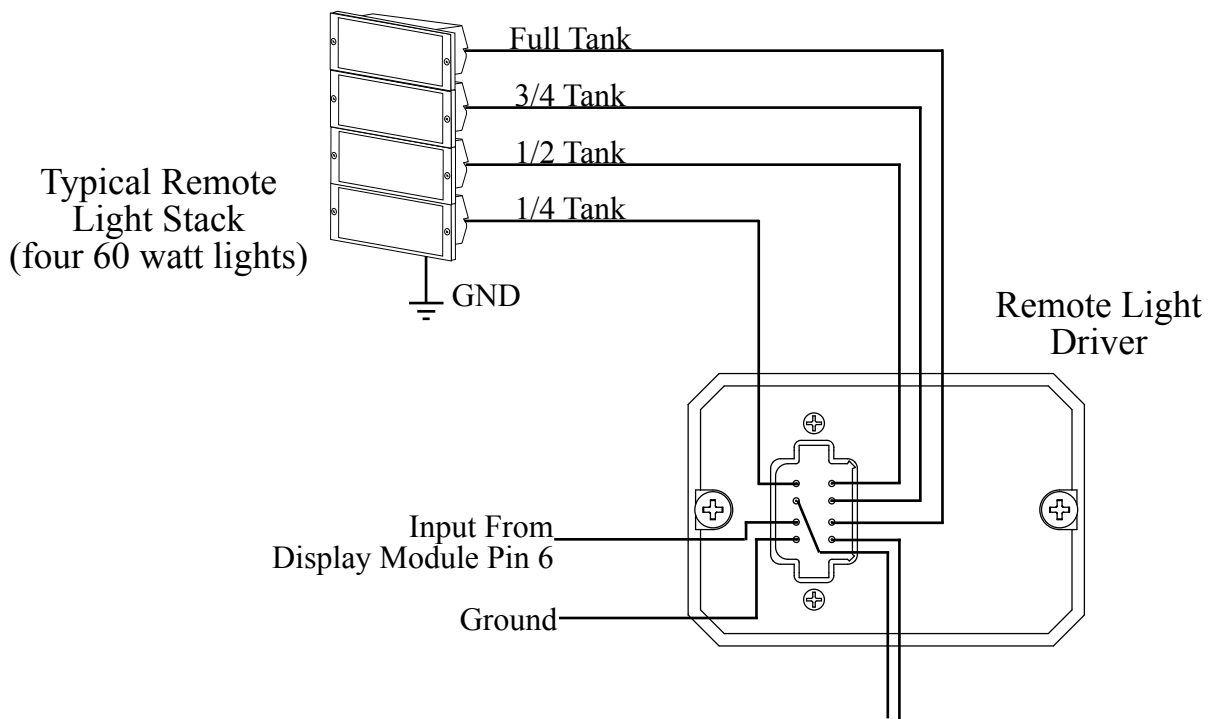 Full Tank
3/4 Tank
1/2 Tank
1/4 Tank
Typical Remote
Light Stack
(four 60 watt lights)
GND
Remote Light
Driver
Input From
Display Module Pin 6
Ground